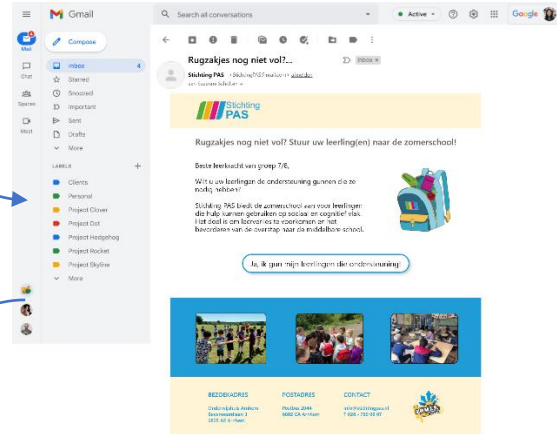 Gmail
Search all conversations
Active
Google
Mail
Chat
Spaces
Meet
Compose
Inbox 4
Starred
Snoozed
Important
Sent
Drafts
More
LABELS
Clients
Personal
Project Clover
Project Dot
Project Hedgehog
Project Rocket
Project Skyline
More
Rugzakjes nog niet vol?...
Inbox ×
Stichting PAS
Stichting
PAS
Rugzakjes nog niet vol? Stuur uw leerling(en) naar de zomerschool!
Beste leerkracht van groep 7/8,
Wilt u uw leerlingen de ondersteuning gunnen die ze
nodig hebben?
Stichting PAS biedt de zomerschool aan voor leerlingen
die hulp kunnen gebruiken op sociaal en cognitief vlak.
Het doel is om leerverlies te voorkomen en het
bevorderen van de overstap naar de middelbare school.
Ja, ik gun mijn leerlingen die ondersteuning!
BEZOEKADRES
POSTADRES
CONTACT